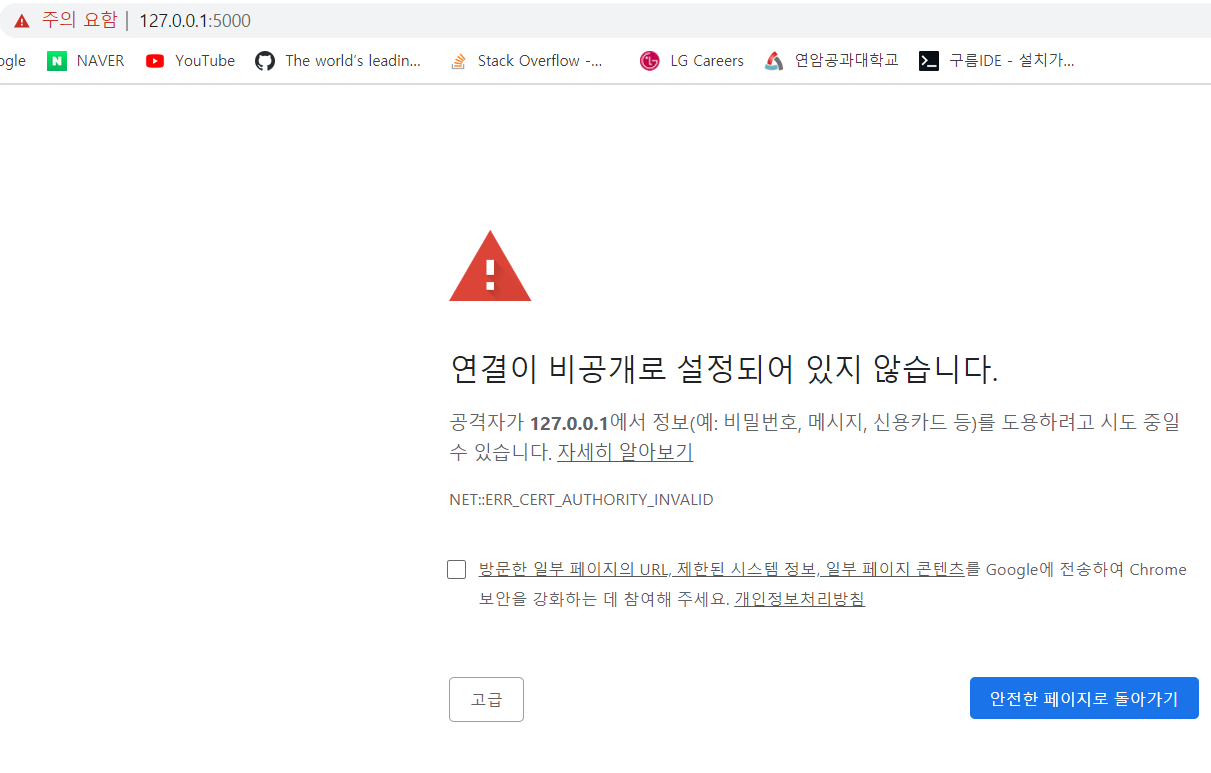 주의 요함 | 127.0.0.1:5000
ogle NAVER YouTube The world's leadin... Stack Overflow -... LG Careers 연암공과대학교 구름IDE - 설치가...
연결이 비공개로 설정되어 있지 않습니다.
공격자가 127.0.0.1에서 정보(예: 비밀번호, 메시지, 신용카드 등)를 도용하려고 시도 중일
수 있습니다. 자세히 알아보기
NET::ERR_CERT_AUTHORITY_INVALID
방문한 일부 페이지의 URL, 제한된 시스템 정보, 일부 페이지 콘텐츠를 Google에 전송하여 Chrome
보안을 강화하는 데 참여해 주세요. 개인정보처리방침
고급 안전한 페이지로 돌아가기